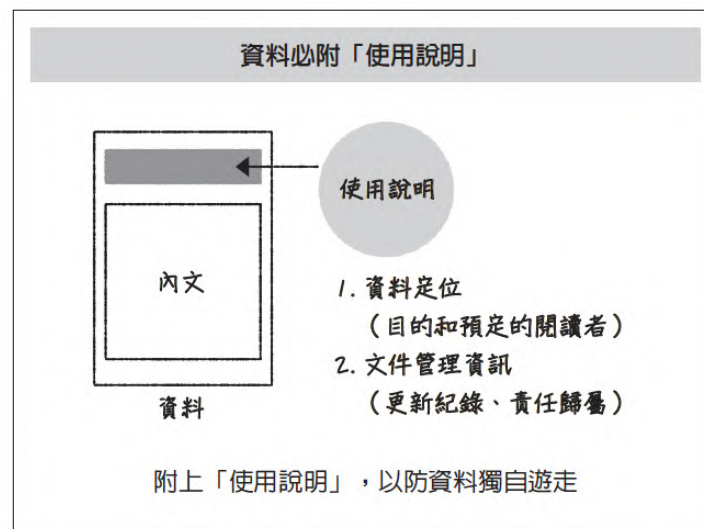 資料必附「使用說明」
使用說明
內文
1. 資料定位
（目的和預定的閱讀者）
2. 文件管理資訊
（更新紀錄、責任歸屬）
資料
附上「使用說明」，以防資料獨自遊走